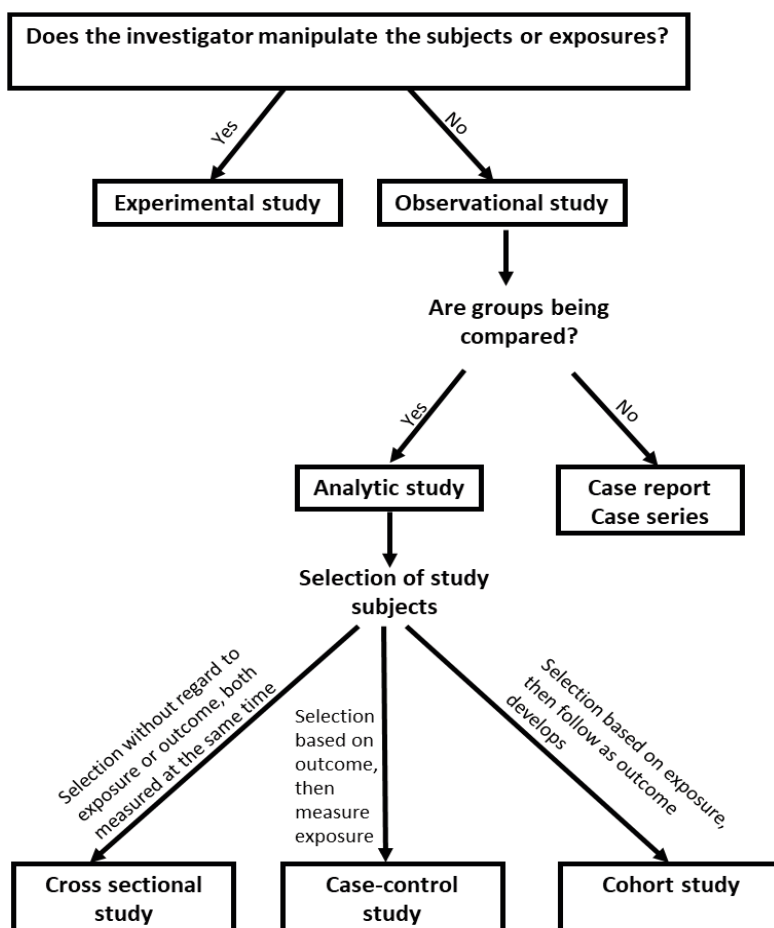 Does the investigator manipulate the subjects or exposures?
Yes
No
Experimental study
Observational study
Are groups being
compared?
Yes
No
Analytic study
Case report
Case series
Selection of study
subjects
Selection without regard to
exposure or outcome, both
measured at the same time
Selection
based on
outcome,
then
measure
exposure
Selection based on exposure,
then follow as outcome
develops
Cross sectional
study
Case-control
study
Cohort study